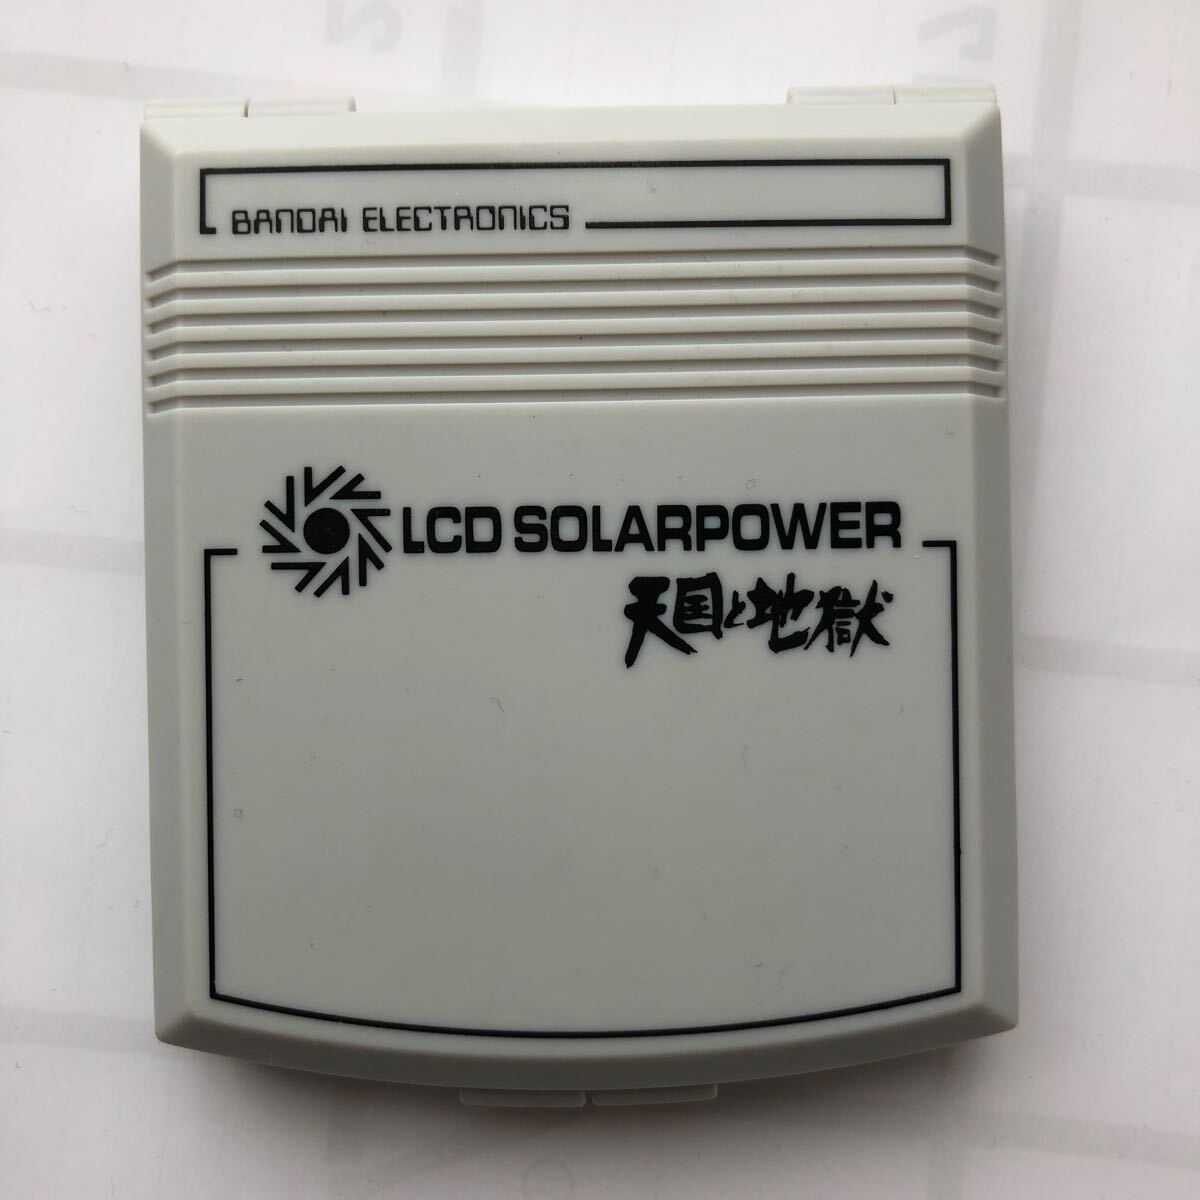 BANDAI ELECTRONICS
LCD SOLARPOWER
天国と地獄